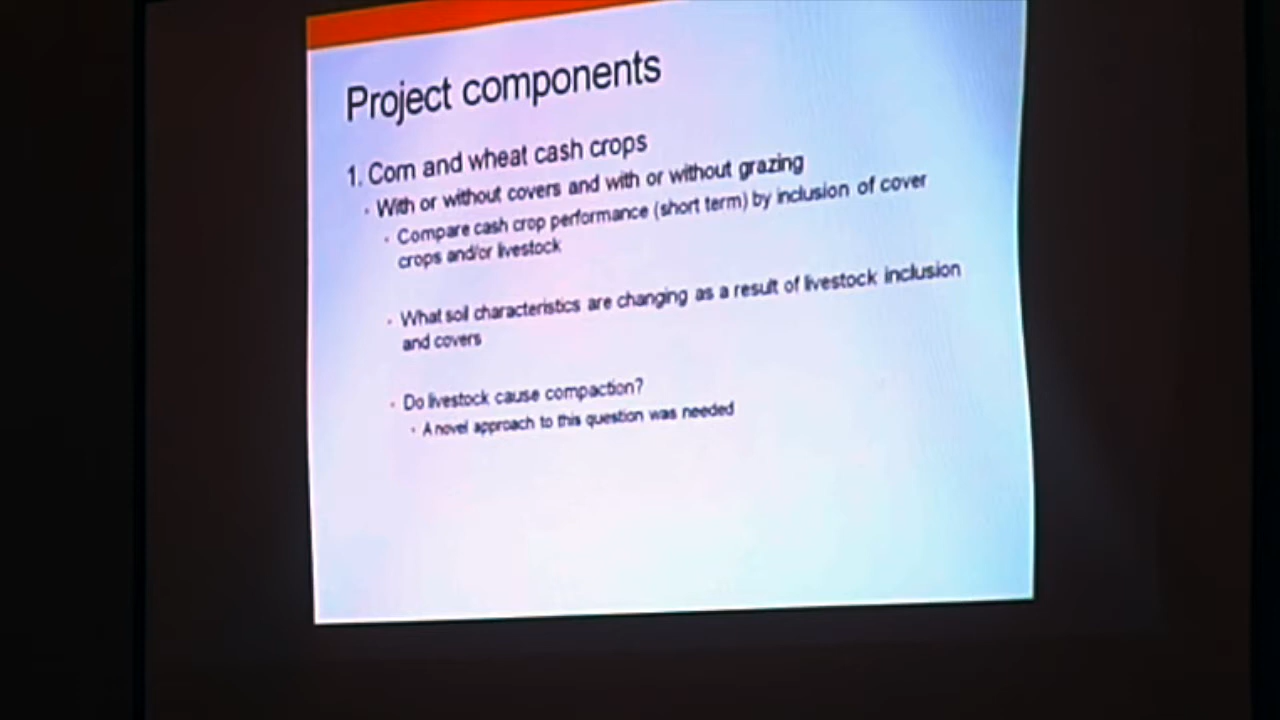 Project components
1. Corn and wheat cash crops
· With or without covers and with or without grazing
· Compare cash crop performance (short term) by inclusion of cover
crops and/or livestock
· What soil characteristics are changing as a result of livestock inclusion
and covers
· Do livestock cause compaction?
· A novel approach to this question was needed